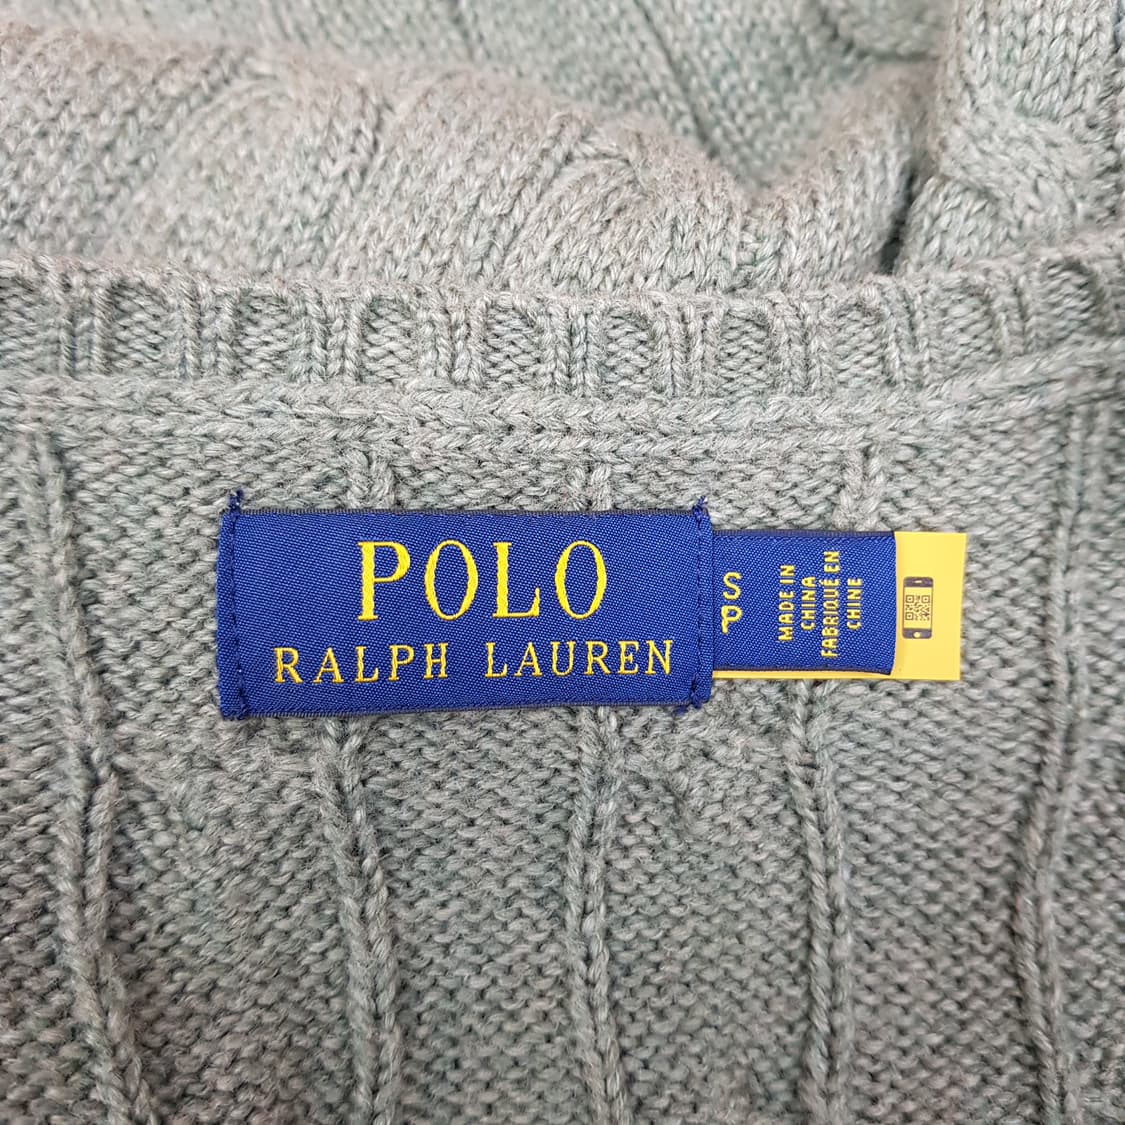 POLO
RALPH LAUREN
S
P
MADE IN
CHINA
FABRIQUÉ EN
CHINE